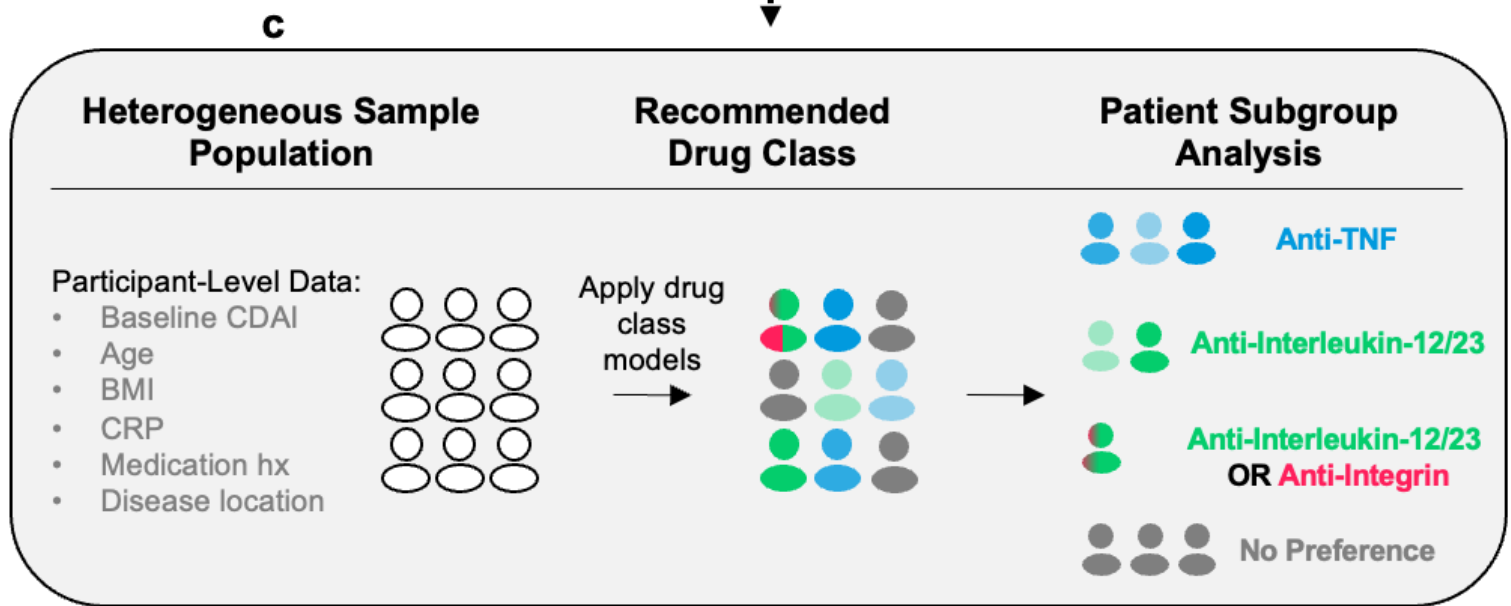 c
Heterogeneous Sample
Population
Recommended
Drug Class
Patient Subgroup
Analysis
Participant-Level Data:
• Baseline CDAI
• Age
• BMI
• CRP
• Medication hx
• Disease location
Apply drug
class
models
Anti-TNF
Anti-Interleukin-12/23
Anti-Interleukin-12/23
OR Anti-Integrin
No Preference